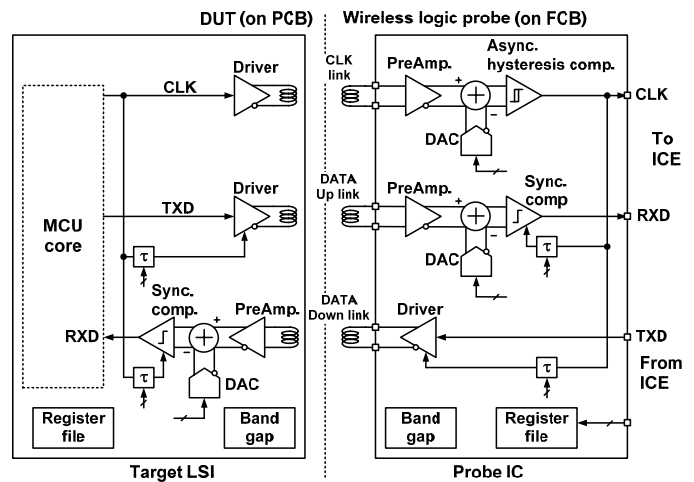 DUT (on PCB)
Wireless logic probe (on FCB)
CLK
Driver
CLK
link
PreAmp.
+
−
DAC
Async.
hysteresis comp.
CLK
To
ICE
MCU
core
TXD
Driver
τ
DATA
Up link
PreAmp.
+
−
DAC
Sync.
comp
τ
RXD
RXD
Sync.
comp.
τ
+
−
DAC
PreAmp.
DATA
Down link
Driver
τ
TXD
From
ICE
Register
file
Band
gap
Band
gap
Register
file
Target LSI
Probe IC